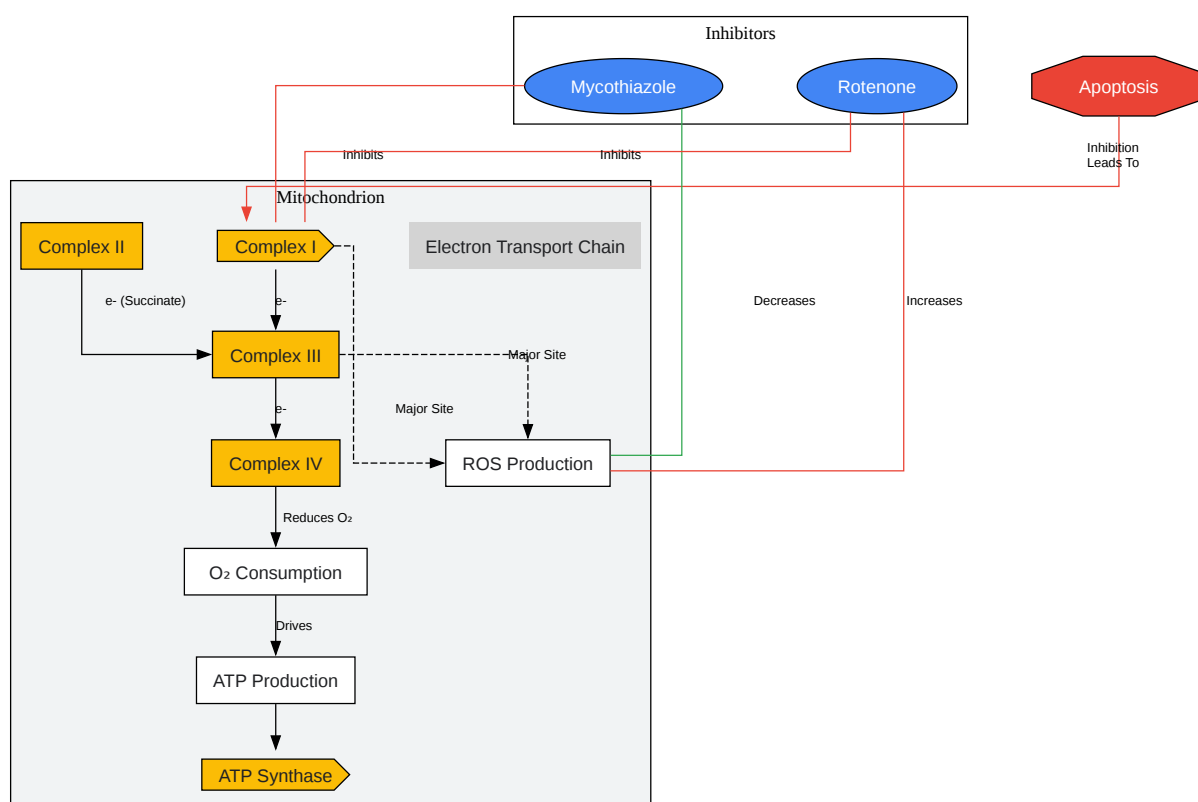 Inhibitors
Mycothiazole
Rotenone
Apoptosis
Inhibits
Inhibits
Inhibition
Leads To
Mitochondrion
Complex II
Complex I
Electron Transport Chain
e- (Succinate)
e-
Decreases
Increases
Complex III
Major Site
e-
Major Site
Complex IV
ROS Production
Reduces O₂
O₂ Consumption
Drives
ATP Production
ATP Synthase